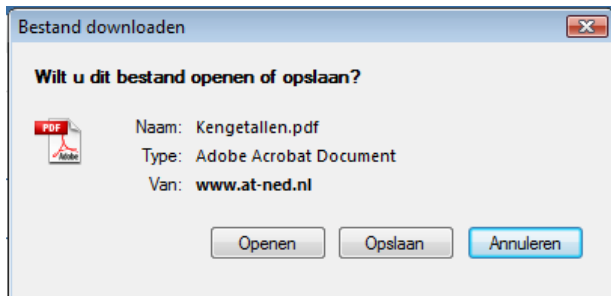 Bestand downloaden
Wilt u dit bestand openen of opslaan?
PDF
Adobe
Naam: Kengetallen.pdf
Type: Adobe Acrobat Document
Van: www.at-ned.nl
Openen Opslaan Annuleren